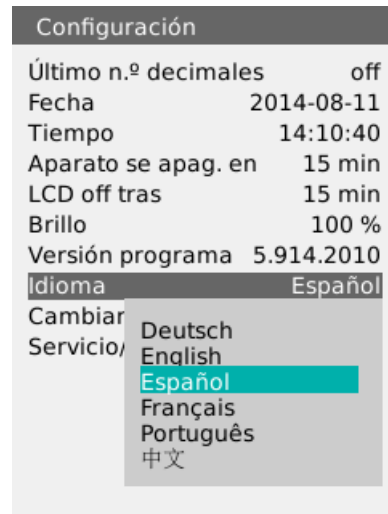 Configuración
Último n.º decimales off
Fecha 2014-08-11
Tiempo 14:10:40
Aparato se apag. en 15 min
LCD off tras 15 min
Brillo 100 %
Versión programa 5.914.2010
Idioma Español
Cambiar
Servicio/
Deutsch
English
Español
Français
Português
中文